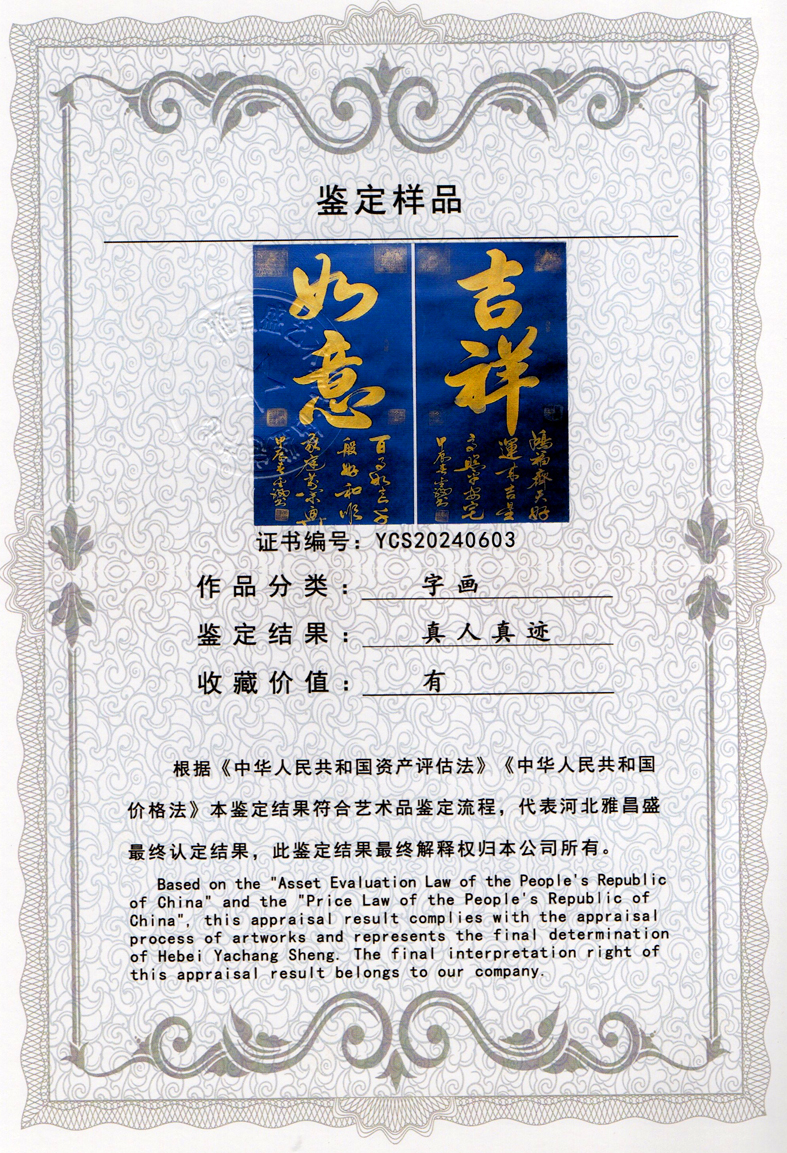 鉴定样品
吉祥
如意
证书编号：YCS20240603
作品分类：字画
鉴定结果：真人真迹
收藏价值：有
根据《中华人民共和国资产评估法》《中华人民共和国
价格法》本鉴定结果符合艺术品鉴定流程，代表河北雅昌盛
最终认定结果，此鉴定结果最终解释权归本公司所有。
Based on the "Asset Evaluation Law of the People's Republic
of China" and the "Price Law of the People's Republic of
China", this appraisal result complies with the appraisal
process of artworks and represents the final determination
of Hebei Yachang Sheng. The final interpretation right of
this appraisal result belongs to our company.